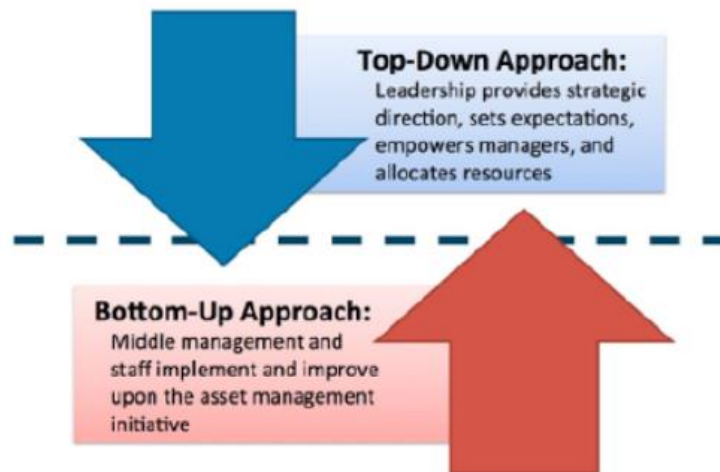 Top-Down Approach:
Leadership provides strategic
direction, sets expectations,
empowers managers, and
allocates resources
Bottom-Up Approach:
Middle management and
staff implement and improve
upon the asset management
initiative